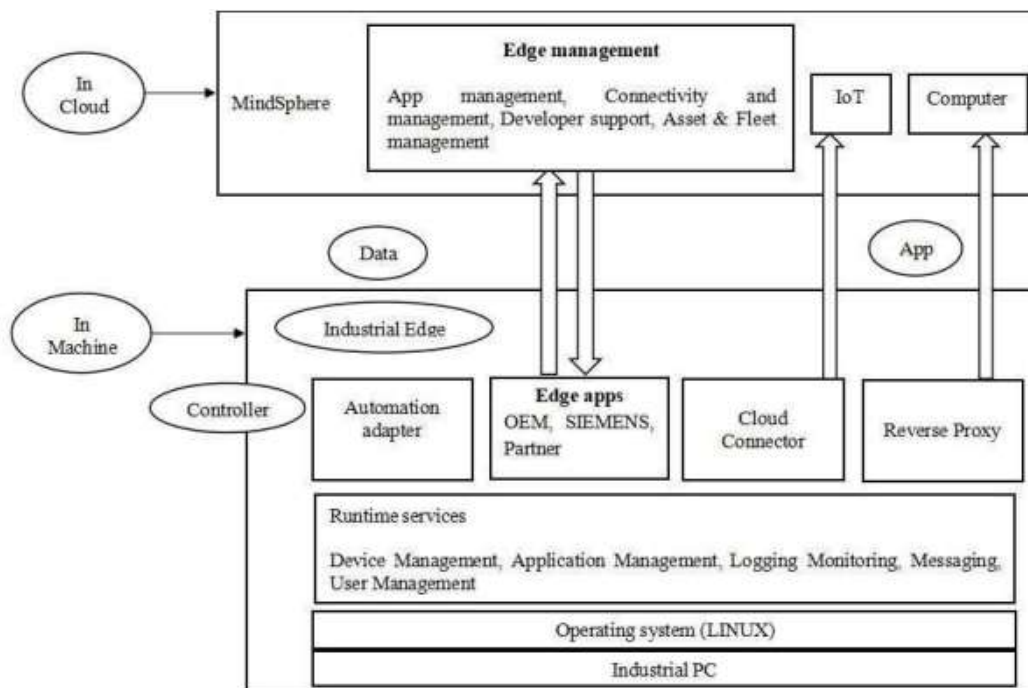 In
Cloud
MindSphere
Edge management
App management, Connectivity and
management, Developer support, Asset & Fleet
management
IoT
Computer
Data
App
In
Machine
Industrial Edge
Controller
Automation
adapter
Edge apps
OEM, SIEMENS,
Partner
Cloud
Connector
Reverse Proxy
Runtime services
Device Management, Application Management, Logging Monitoring, Messaging,
User Management
Operating system (LINUX)
Industrial PC